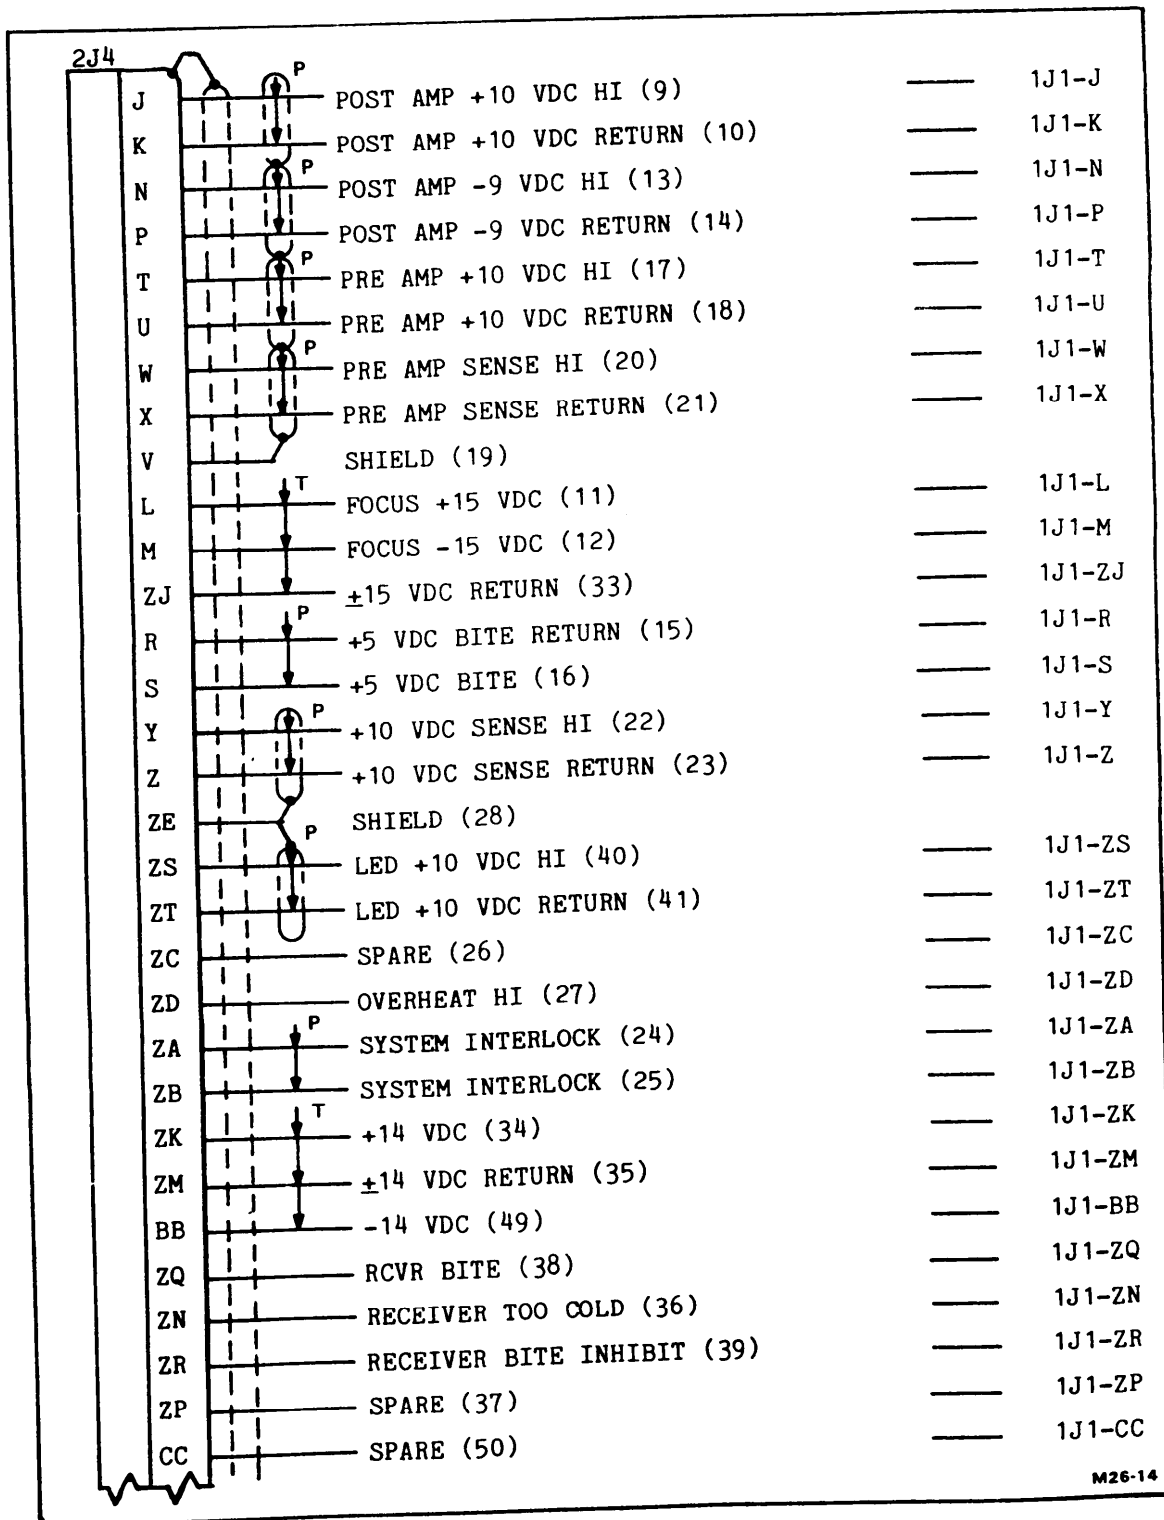 2J4
P
J POST AMP +10 VDC HI (9) 1J1-J
K POST AMP +10 VDC RETURN (10) 1J1-K
P
N POST AMP -9 VDC HI (13) 1J1-N
P POST AMP -9 VDC RETURN (14) 1J1-P
P
T PRE AMP +10 VDC HI (17) 1J1-T
U PRE AMP +10 VDC RETURN (18) 1J1-U
P
W PRE AMP SENSE HI (20) 1J1-W
X PRE AMP SENSE RETURN (21) 1J1-X
V SHIELD (19)
T
L FOCUS +15 VDC (11) 1J1-L
M FOCUS -15 VDC (12) 1J1-M
ZJ ±15 VDC RETURN (33) 1J1-ZJ
P
R +5 VDC BITE RETURN (15) 1J1-R
S +5 VDC BITE (16) 1J1-S
P
Y +10 VDC SENSE HI (22) 1J1-Y
Z +10 VDC SENSE RETURN (23) 1J1-Z
ZE SHIELD (28)
P
ZS LED +10 VDC HI (40) 1J1-ZS
ZT LED +10 VDC RETURN (41) 1J1-ZT
ZC SPARE (26) 1J1-ZC
ZD OVERHEAT HI (27) 1J1-ZD
P
ZA SYSTEM INTERLOCK (24) 1J1-ZA
ZB SYSTEM INTERLOCK (25) 1J1-ZB
T
ZK +14 VDC (34) 1J1-ZK
ZM ±14 VDC RETURN (35) 1J1-ZM
BB -14 VDC (49) 1J1-BB
ZQ RCVR BITE (38) 1J1-ZQ
ZN RECEIVER TOO COLD (36) 1J1-ZN
ZR RECEIVER BITE INHIBIT (39) 1J1-ZR
ZP SPARE (37) 1J1-ZP
CC SPARE (50) 1J1-CC
M26-14